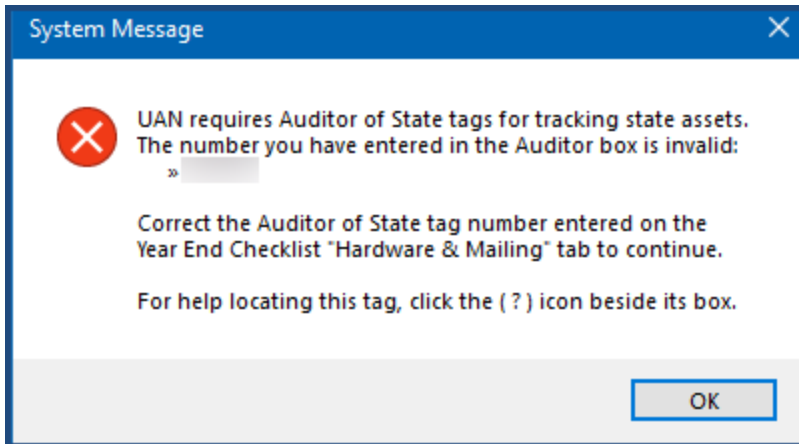 System Message
UAN requires Auditor of State tags for tracking state assets.
The number you have entered in the Auditor box is invalid:
»
Correct the Auditor of State tag number entered on the
Year End Checklist "Hardware & Mailing" tab to continue.
For help locating this tag, click the ( ? ) icon beside its box.
OK